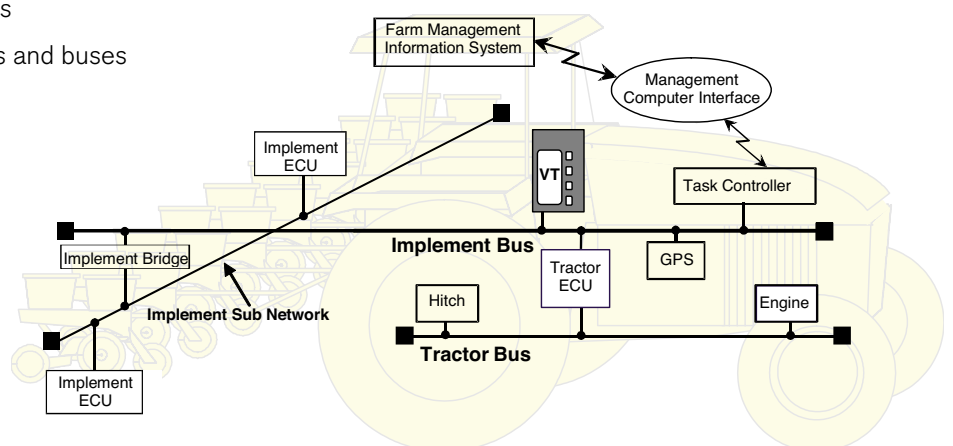 s
s and buses
Farm Management
Information System
Management
Computer Interface
Implement
ECU
VT
Task Controller
Implement Bus
Implement Bridge
Tractor
ECU
GPS
Implement Sub Network
Hitch
Engine
Tractor Bus
Implement
ECU